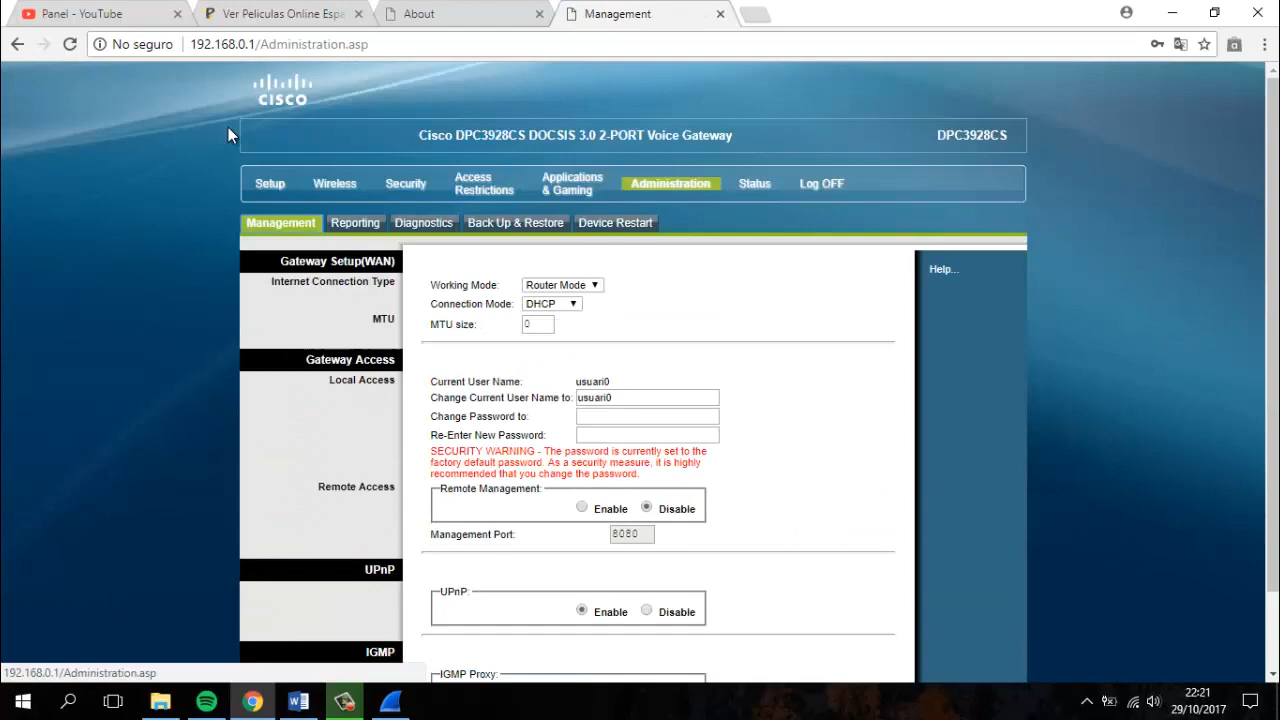 Panel - YouTube
Ver Peliculas Online Espa
About
Management
No seguro
192.168.0.1/Administration.asp
CISCO
Cisco DPC3928CS DOCSIS 3.0 2-PORT Voice Gateway
DPC3928CS
Setup
Wireless
Security
Access
Restrictions
Applications
& Gaming
Administration
Status
Log OFF
Management
Reporting
Diagnostics
Back Up & Restore
Device Restart
Gateway Setup(WAN)
Internet Connection Type
MTU
Gateway Access
Local Access
Remote Access
UPnP
IGMP
Working Mode: Router Mode
Connection Mode: DHCP
MTU size: 0
Current User Name: usuari0
Change Current User Name to: usuari0
Change Password to:
Re-Enter New Password:
SECURITY WARNING - The password is currently set to the
factory default password. As a security measure, it is highly
recommended that you change the password.
Remote Management:
Enable Disable
Management Port: 8080
UPnP:
Enable Disable
IGMP Proxy:
Help...
192.168.0.1/Administration.asp
22:21
29/10/2017